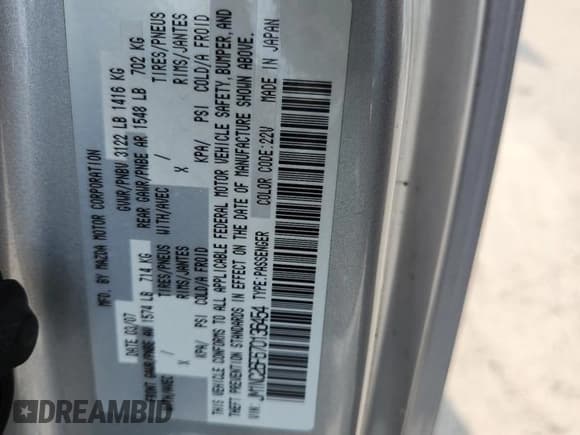 MFD. BY MAZDA MOTOR CORPORATION
DATE 03/07 GVWR/PNBV 3122 LB 1416 KG
FRONT GAWR/PNBE AV 1574 LB 714 KG REAR GAWR/PNBE AR 1548 LB 702 KG
WITH/AVEC TIRES/PNEUS WITH/AVEC TIRES/PNEUS
X RIMS/JANTES X RIMS/JANTES
KPA/ PSI COLD/A FROID KPA/ PSI COLD/A FROID
THIS VEHICLE CONFORMS TO ALL APPLICABLE FEDERAL MOTOR VEHICLE SAFETY, BUMPER, AND
THEFT PREVENTION STANDARDS IN EFFECT ON THE DATE OF MANUFACTURE SHOWN ABOVE.
VIN: JM1NC26F570136454 TYPE:PASSENGER COLOR CODE:22V MADE IN JAPAN
DREAMBID